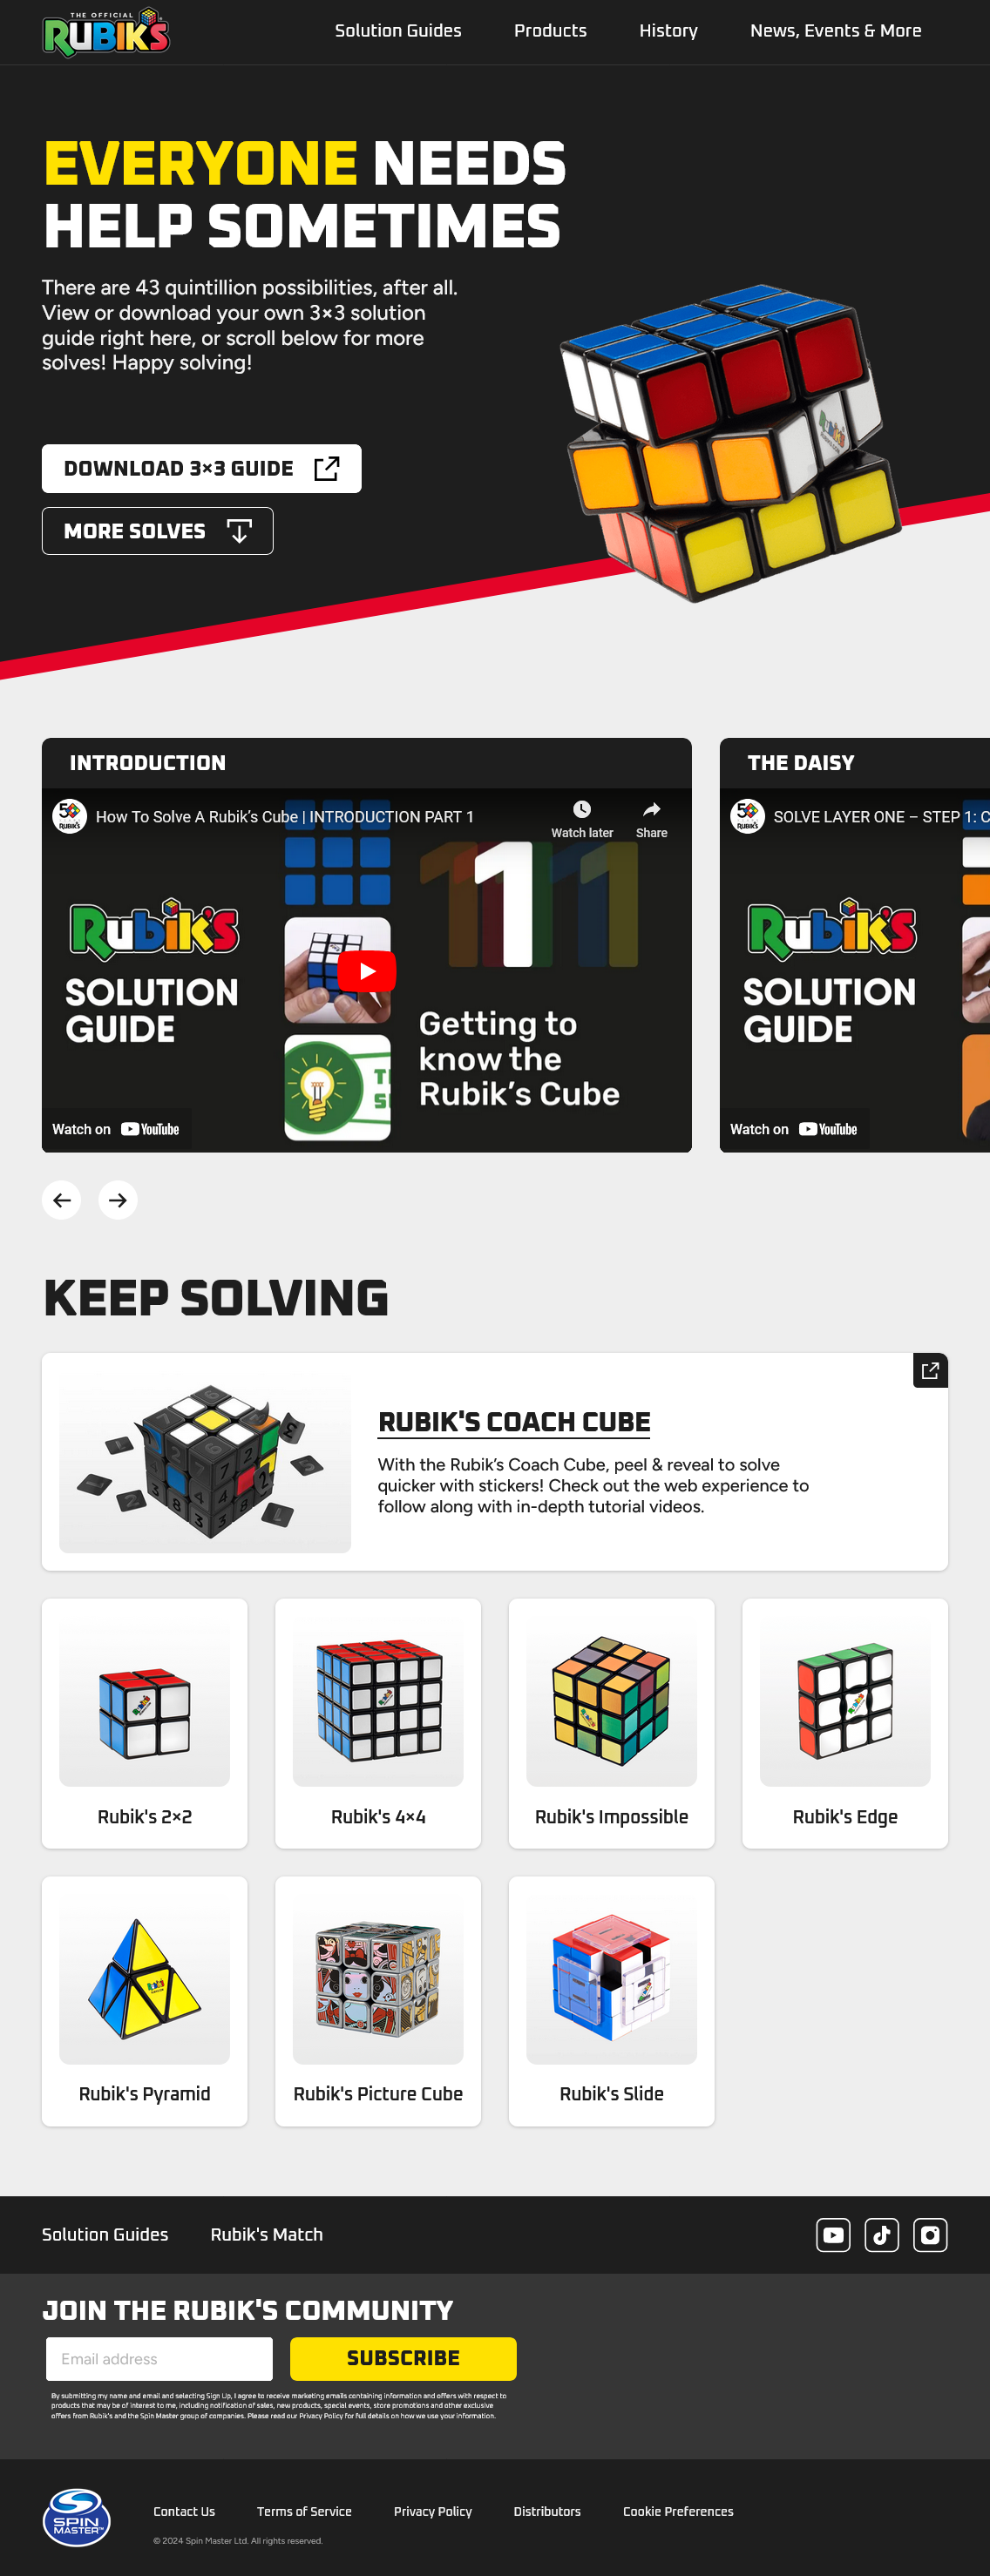 THE OFFICIAL
RUBIK'S
Solution Guides
Products
History
News, Events & More
EVERYONE NEEDS
HELP SOMETIMES
There are 43 quintillion possibilities, after all.
View or download your own 3×3 solution
guide right here, or scroll below for more
solves! Happy solving!
DOWNLOAD 3×3 GUIDE
MORE SOLVES
INTRODUCTION
How To Solve A Rubik's Cube | INTRODUCTION PART 1
Watch later
Share
111
Rubik's
SOLUTION
GUIDE
Getting to
know the
Rubik's Cube
Watch on YouTube
THE DAISY
SOLVE LAYER ONE – STEP 1: C
Rubik's
SOLUTION
GUIDE
Watch on YouTube
KEEP SOLVING
RUBIK'S COACH CUBE
With the Rubik's Coach Cube, peel & reveal to solve
quicker with stickers! Check out the web experience to
follow along with in-depth tutorial videos.
Rubik's 2×2
Rubik's 4×4
Rubik's Impossible
Rubik's Edge
Rubik's Pyramid
Rubik's Picture Cube
Rubik's Slide
Solution Guides
Rubik's Match
JOIN THE RUBIK'S COMMUNITY
Email address
SUBSCRIBE
By submitting my name and email and selecting Sign Up, I agree to receive marketing emails containing information and offers with respect to
products that may be of interest to me, including notification of sales, new products, special events, store promotions and other exclusive
offers from Rubik's and the Spin Master group of companies. Please read our Privacy Policy for full details on how we use your information.
SPIN
MASTER™
Contact Us
Terms of Service
Privacy Policy
Distributors
Cookie Preferences
© 2024 Spin Master Ltd. All rights reserved.